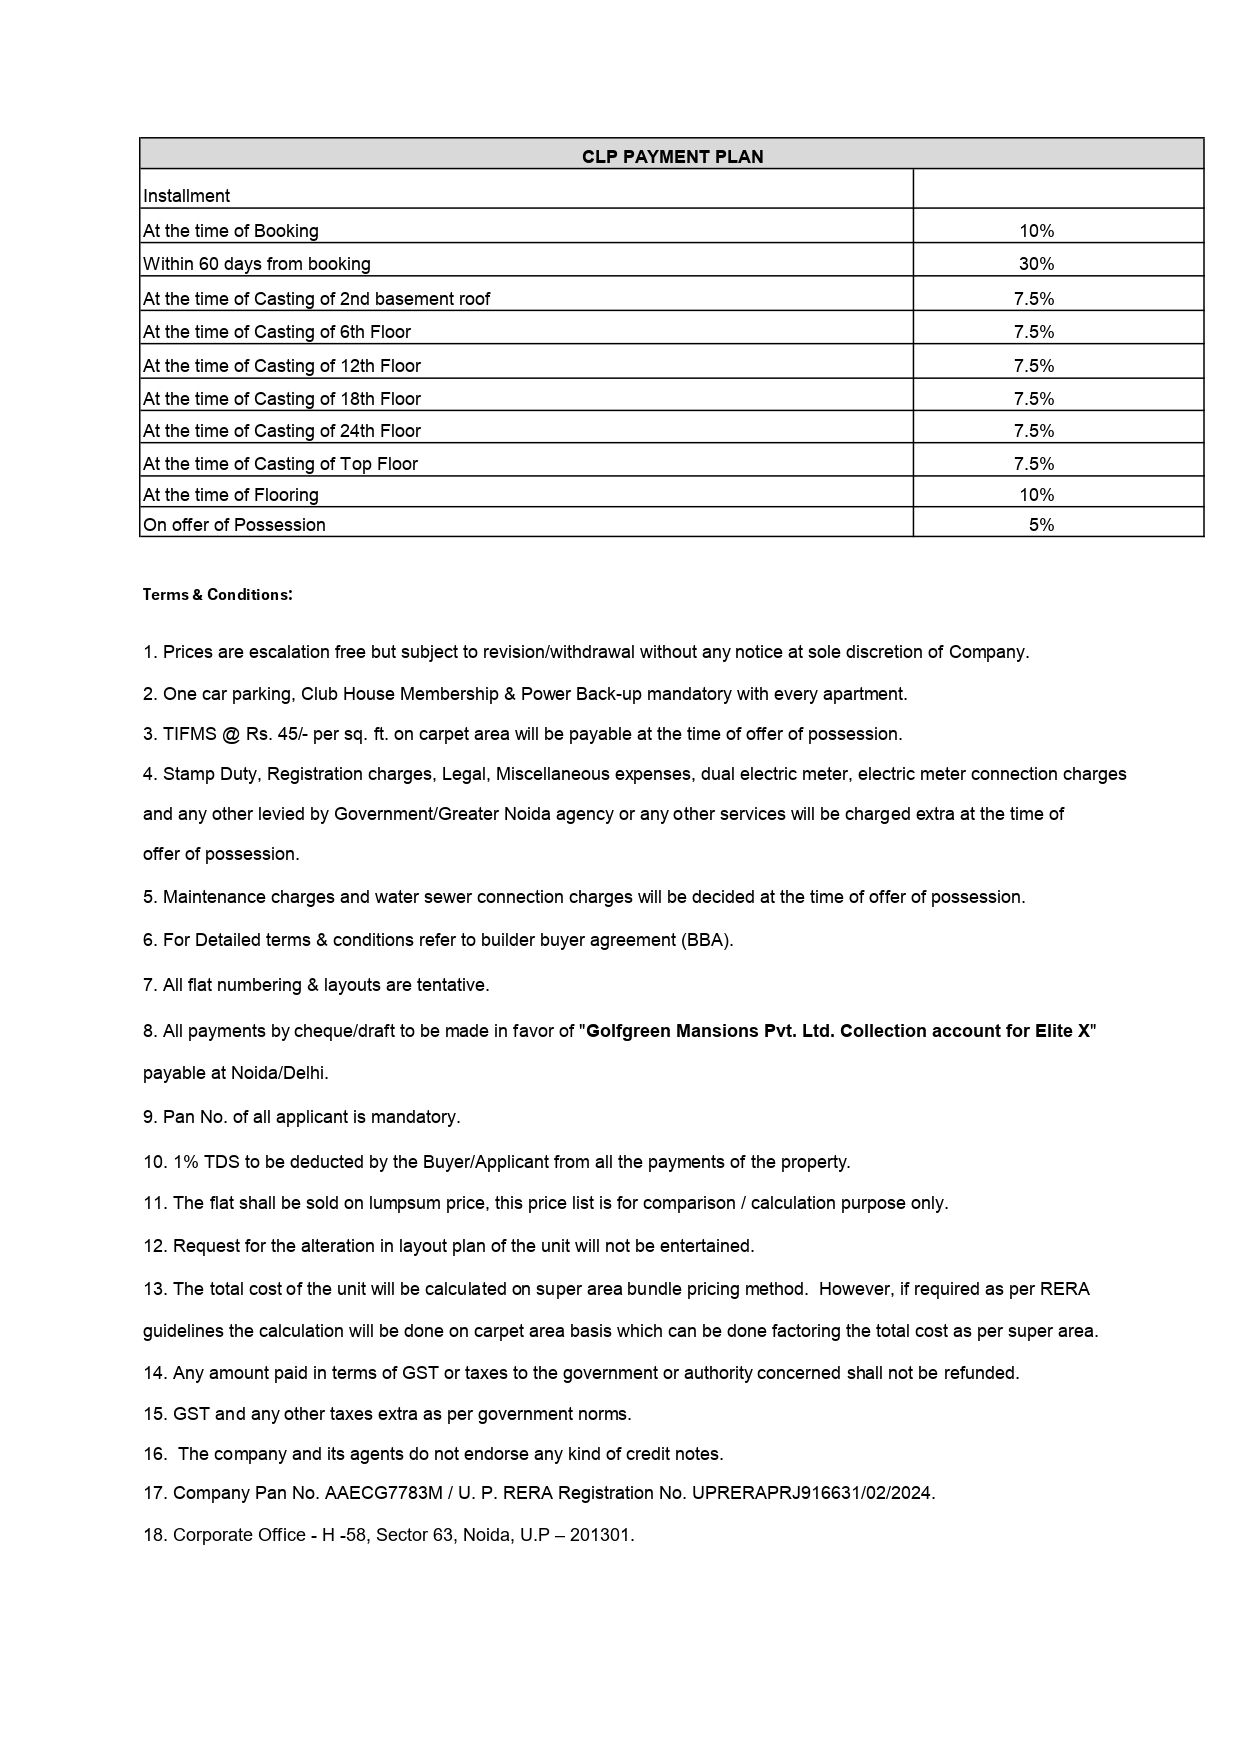 CLP PAYMENT PLAN
Installment
At the time of Booking 10%
Within 60 days from booking 30%
At the time of Casting of 2nd basement roof 7.5%
At the time of Casting of 6th Floor 7.5%
At the time of Casting of 12th Floor 7.5%
At the time of Casting of 18th Floor 7.5%
At the time of Casting of 24th Floor 7.5%
At the time of Casting of Top Floor 7.5%
At the time of Flooring 10%
On offer of Possession 5%
Terms & Conditions:
1. Prices are escalation free but subject to revision/withdrawal without any notice at sole discretion of Company.
2. One car parking, Club House Membership & Power Back-up mandatory with every apartment.
3. TIFMS @ Rs. 45/- per sq. ft. on carpet area will be payable at the time of offer of possession.
4. Stamp Duty, Registration charges, Legal, Miscellaneous expenses, dual electric meter, electric meter connection charges
and any other levied by Government/Greater Noida agency or any other services will be charged extra at the time of
offer of possession.
5. Maintenance charges and water sewer connection charges will be decided at the time of offer of possession.
6. For Detailed terms & conditions refer to builder buyer agreement (BBA).
7. All flat numbering & layouts are tentative.
8. All payments by cheque/draft to be made in favor of "Golfgreen Mansions Pvt. Ltd. Collection account for Elite X"
payable at Noida/Delhi.
9. Pan No. of all applicant is mandatory.
10. 1% TDS to be deducted by the Buyer/Applicant from all the payments of the property.
11. The flat shall be sold on lumpsum price, this price list is for comparison / calculation purpose only.
12. Request for the alteration in layout plan of the unit will not be entertained.
13. The total cost of the unit will be calculated on super area bundle pricing method.  However, if required as per RERA
guidelines the calculation will be done on carpet area basis which can be done factoring the total cost as per super area.
14. Any amount paid in terms of GST or taxes to the government or authority concerned shall not be refunded.
15. GST and any other taxes extra as per government norms.
16.  The company and its agents do not endorse any kind of credit notes.
17. Company Pan No. AAECG7783M / U. P. RERA Registration No. UPRERAPRJ916631/02/2024.
18. Corporate Office - H -58, Sector 63, Noida, U.P – 201301.